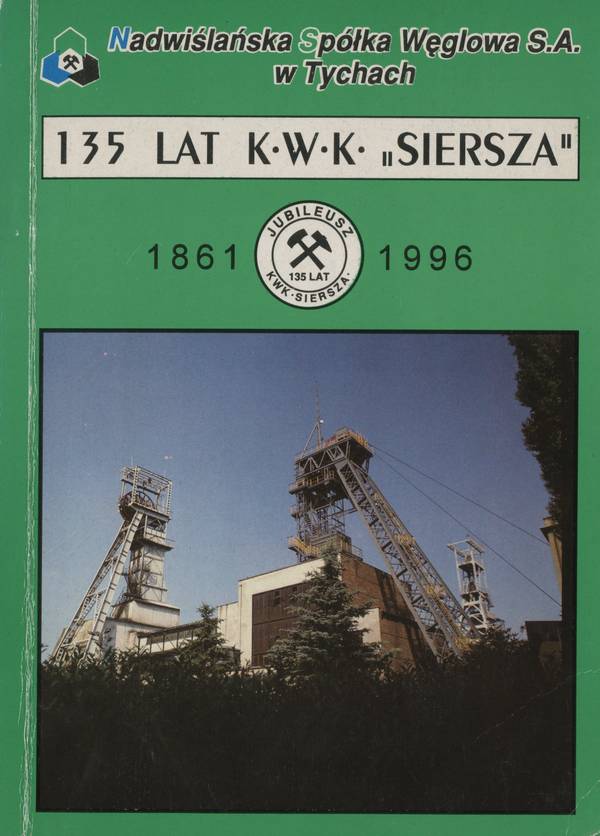 Nadwiślańska Spółka Węglowa S.A.
w Tychach
135 LAT K·W·K· „SIERSZA"
1861
JUBILEUSZ
135 LAT
KWK·SIERSZA·
1996